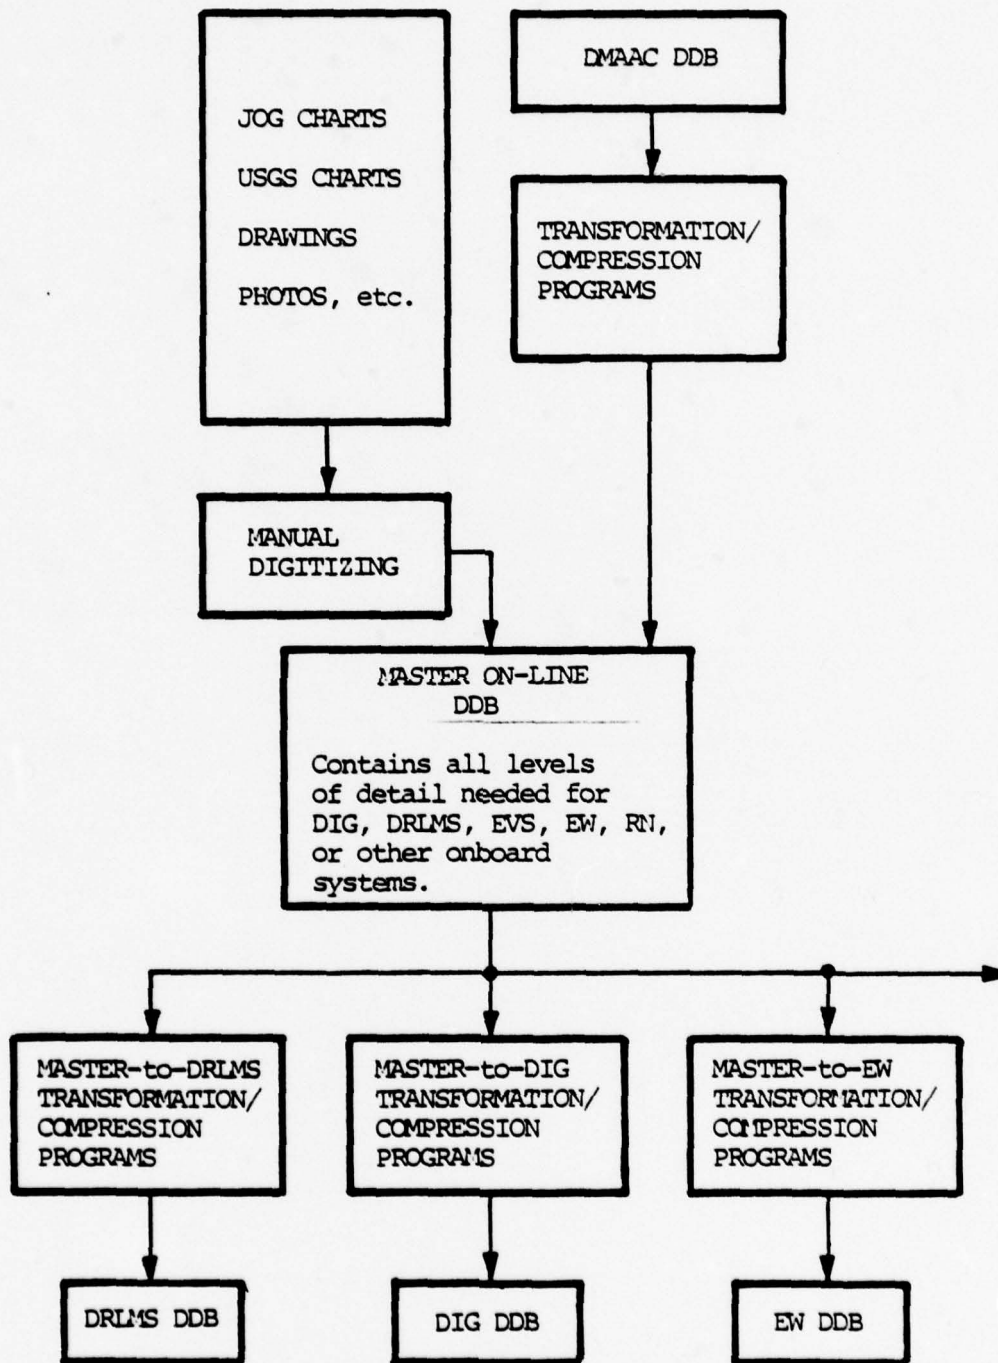 JOG CHARTS
USGS CHARTS
DRAWINGS
PHOTOS, etc.
DMAAC DDB
TRANSFORMATION/
COMPRESSION
PROGRAMS
MANUAL
DIGITIZING
MASTER ON-LINE
DDB
Contains all levels
of detail needed for
DIG, DRLMS, EVS, EW, RN,
or other onboard
systems.
MASTER-to-DRLMS
TRANSFORMATION/
COMPRESSION
PROGRAMS
MASTER-to-DIG
TRANSFORMATION/
COMPRESSION
PROGRAMS
MASTER-to-EW
TRANSFORMATION/
COMPRESSION
PROGRAMS
DRLMS DDB
DIG DDB
EW DDB